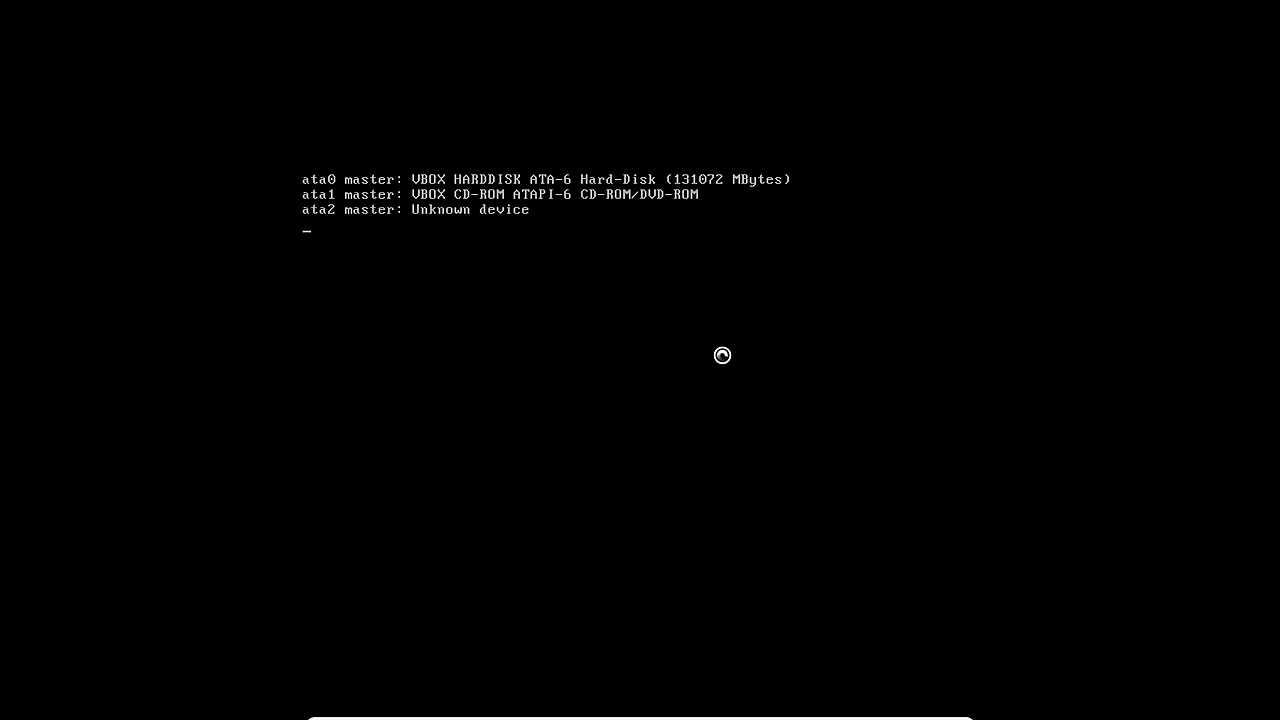 ata0 master: VBOX HARDDISK ATA-6 Hard-Disk (131072 MBytes)
ata1 master: VBOX CD-ROM ATAPI-6 CD-ROM/DVD-ROM
ata2 master: Unknown device
_